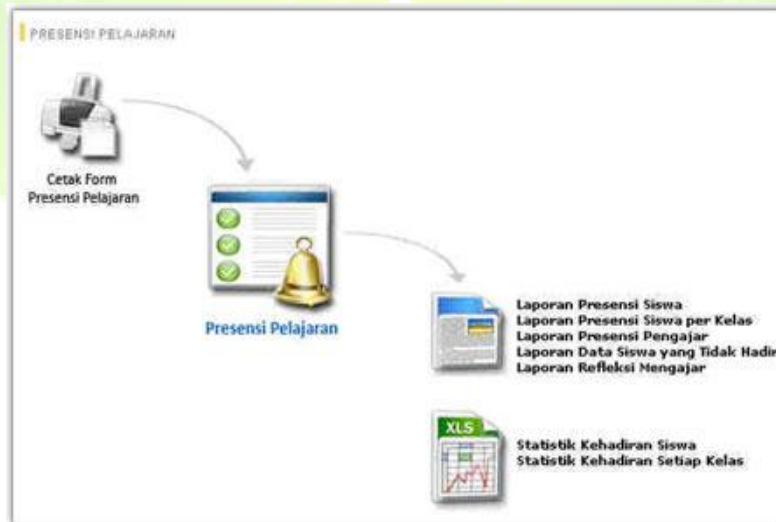 PRESENSI PELAJARAN
Cetak Form
Presensi Pelajaran
Presensi Pelajaran
Laporan Presensi Siswa
Laporan Presensi Siswa per Kelas
Laporan Presensi Pengajar
Laporan Data Siswa yang Tidak Hadir
Laporan Refleksi Mengajar
XLS
Statistik Kehadiran Siswa
Statistik Kehadiran Setiap Kelas